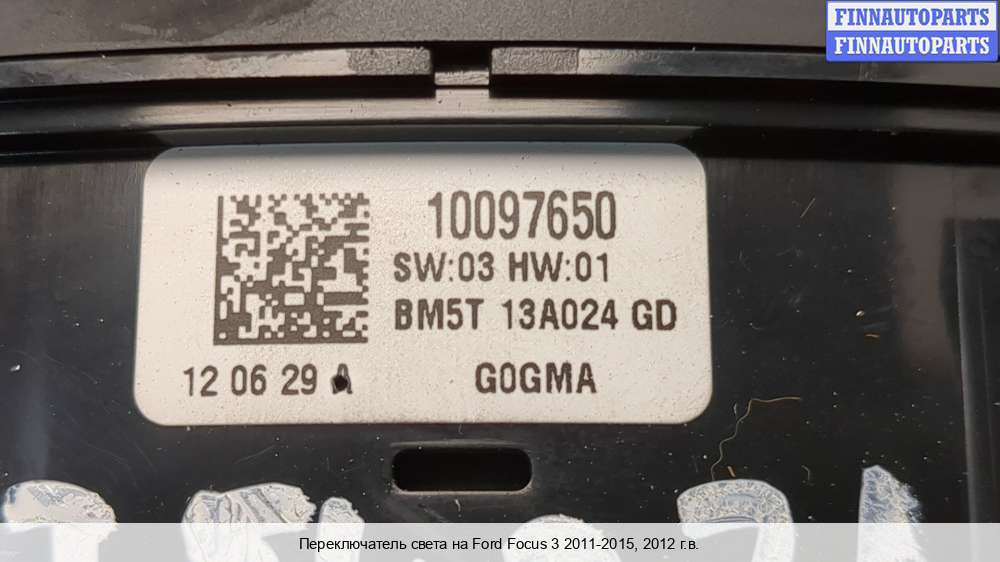 FINNAUTOPARTS
FINNAUTOPARTS
10097650
SW:03 HW:01
BM5T 13A024 GD
12 06 29 A
G0GMA
Переключатель света на Ford Focus 3 2011-2015, 2012 г.в.